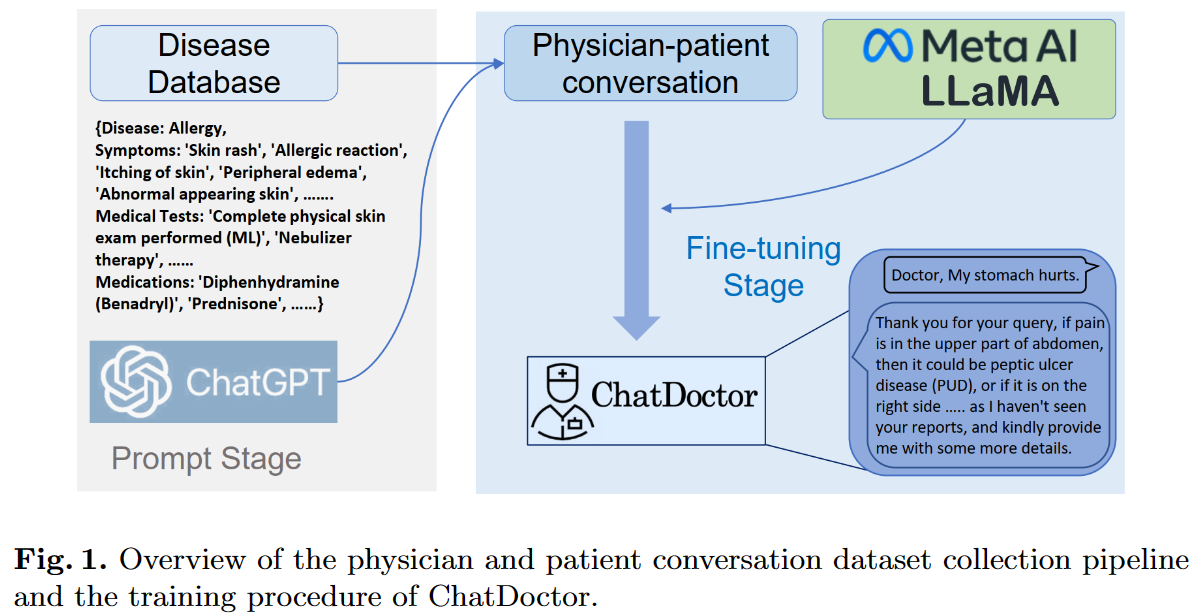 Disease
Database
{Disease: Allergy,
Symptoms: 'Skin rash', 'Allergic reaction',
'Itching of skin', 'Peripheral edema',
'Abnormal appearing skin', …….
Medical Tests: 'Complete physical skin
exam performed (ML)', 'Nebulizer
therapy', ……
Medications: 'Diphenhydramine
(Benadryl)', 'Prednisone', ……}
ChatGPT
Prompt Stage
Physician-patient
conversation
Meta AI
LLaMA
Fine-tuning
Stage
ChatDoctor
Doctor, My stomach hurts.
Thank you for your query, if pain
is in the upper part of abdomen,
then it could be peptic ulcer
disease (PUD), or if it is on the
right side ..... as I haven't seen
your reports, and kindly provide
me with some more details.
Fig. 1. Overview of the physician and patient conversation dataset collection pipeline
and the training procedure of ChatDoctor.